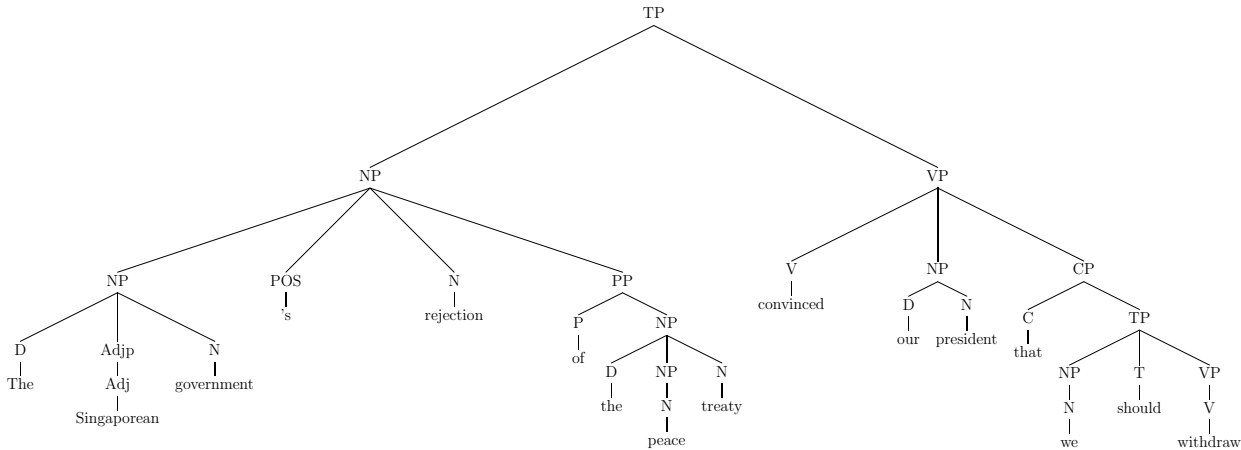 TP
NP VP
NP POS N PP V NP CP
's rejection convinced
D Adjp N P NP D N C TP
The Adj government of our president that
Singaporean
D NP N NP T VP
the N treaty N should V
peace we withdraw